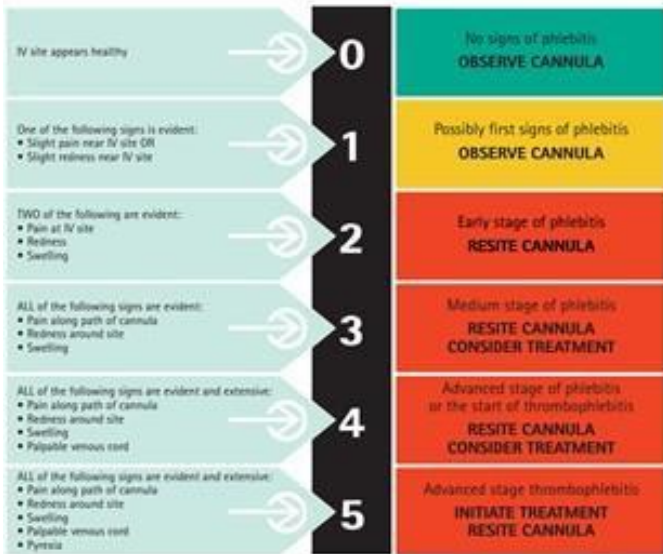 IV site appears healthy
0
No signs of phlebitis
OBSERVE CANNULA
One of the following signs is evident:
• Slight pain near IV site OR
• Slight redness near IV site
1
Possibly first signs of phlebitis
OBSERVE CANNULA
TWO of the following are evident:
• Pain at IV site
• Redness
• Swelling
2
Early stage of phlebitis
RESITE CANNULA
ALL of the following signs are evident:
• Pain along path of cannula
• Redness around site
• Swelling
3
Medium stage of phlebitis
RESITE CANNULA
CONSIDER TREATMENT
ALL of the following signs are evident and extensive:
• Pain along path of cannula
• Redness around site
• Swelling
• Palpable venous cord
4
Advanced stage of phlebitis
or the start of thrombophlebitis
RESITE CANNULA
CONSIDER TREATMENT
ALL of the following signs are evident and extensive:
• Pain along path of cannula
• Redness around site
• Swelling
• Palpable venous cord
• Pyrexia
5
Advanced stage thrombophlebitis
INITIATE TREATMENT
RESITE CANNULA